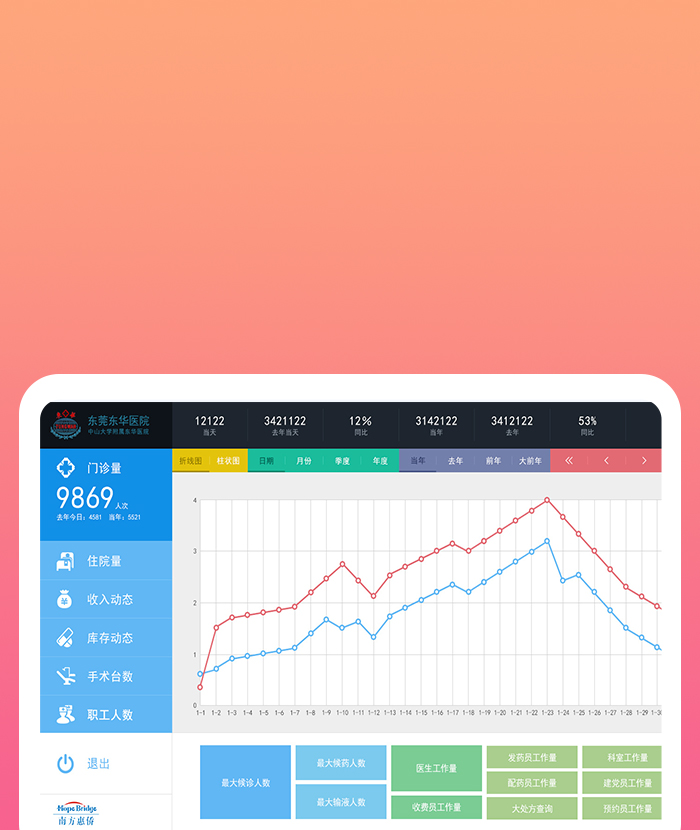 东莞东华医院
中山大学附属东华医院
12122
当天
3421122
去年当天
12%
同比
3142122
当年
3412122
去年
53%
同比
折线图 柱状图 日期 月份 季度 年度 当年 去年 前年 大前年
门诊量
9869人次
去年今日：4581 当年：5521
住院量
收入动态
库存动态
手术台数
职工人数
退出
Hope Bridge
南方惠侨
4
3
2
1
0
1-1 1-2 1-3 1-4 1-5 1-6 1-7 1-8 1-9 1-10 1-11 1-12 1-13 1-14 1-15 1-16 1-17 1-18 1-19 1-20 1-21 1-22 1-23 1-24 1-25 1-26 1-27 1-28 1-29 1-30
最大候诊人数
最大候药人数
最大输液人数
医生工作量
收费员工作量
发药员工作量
配药员工作量
大处方查询
科室工作量
建党员工作量
预约员工作量